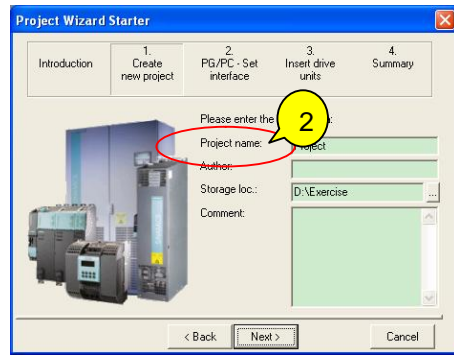 Project Wizard Starter
Introduction
1.
Create
new project
2.
PG/PC - Set
interface
3.
Insert drive
units
4.
Summary
Please enter the
2
Project name:
Author:
Storage loc.: D:\Exercise ...
Comment:
< Back Next > Cancel